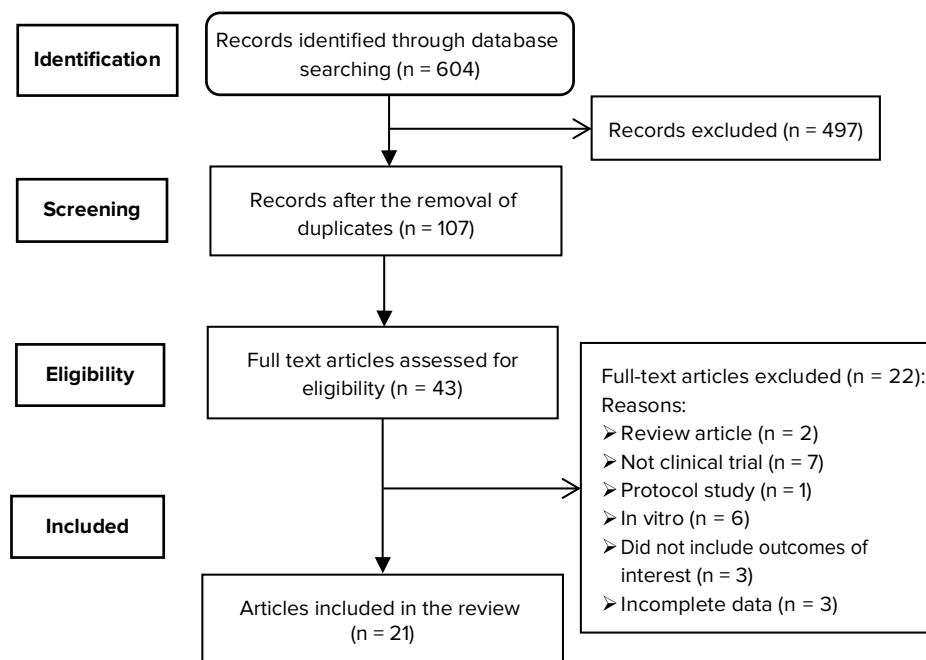 Identification
Records identified through database
searching (n = 604)
Records excluded (n = 497)
Screening
Records after the removal of
duplicates (n = 107)
Eligibility
Full text articles assessed for
eligibility (n = 43)
Full-text articles excluded (n = 22):
Reasons:
➢ Review article (n = 2)
➢ Not clinical trial (n = 7)
➢ Protocol study (n = 1)
➢ In vitro (n = 6)
➢ Did not include outcomes of
interest (n = 3)
➢ Incomplete data (n = 3)
Included
Articles included in the review
(n = 21)